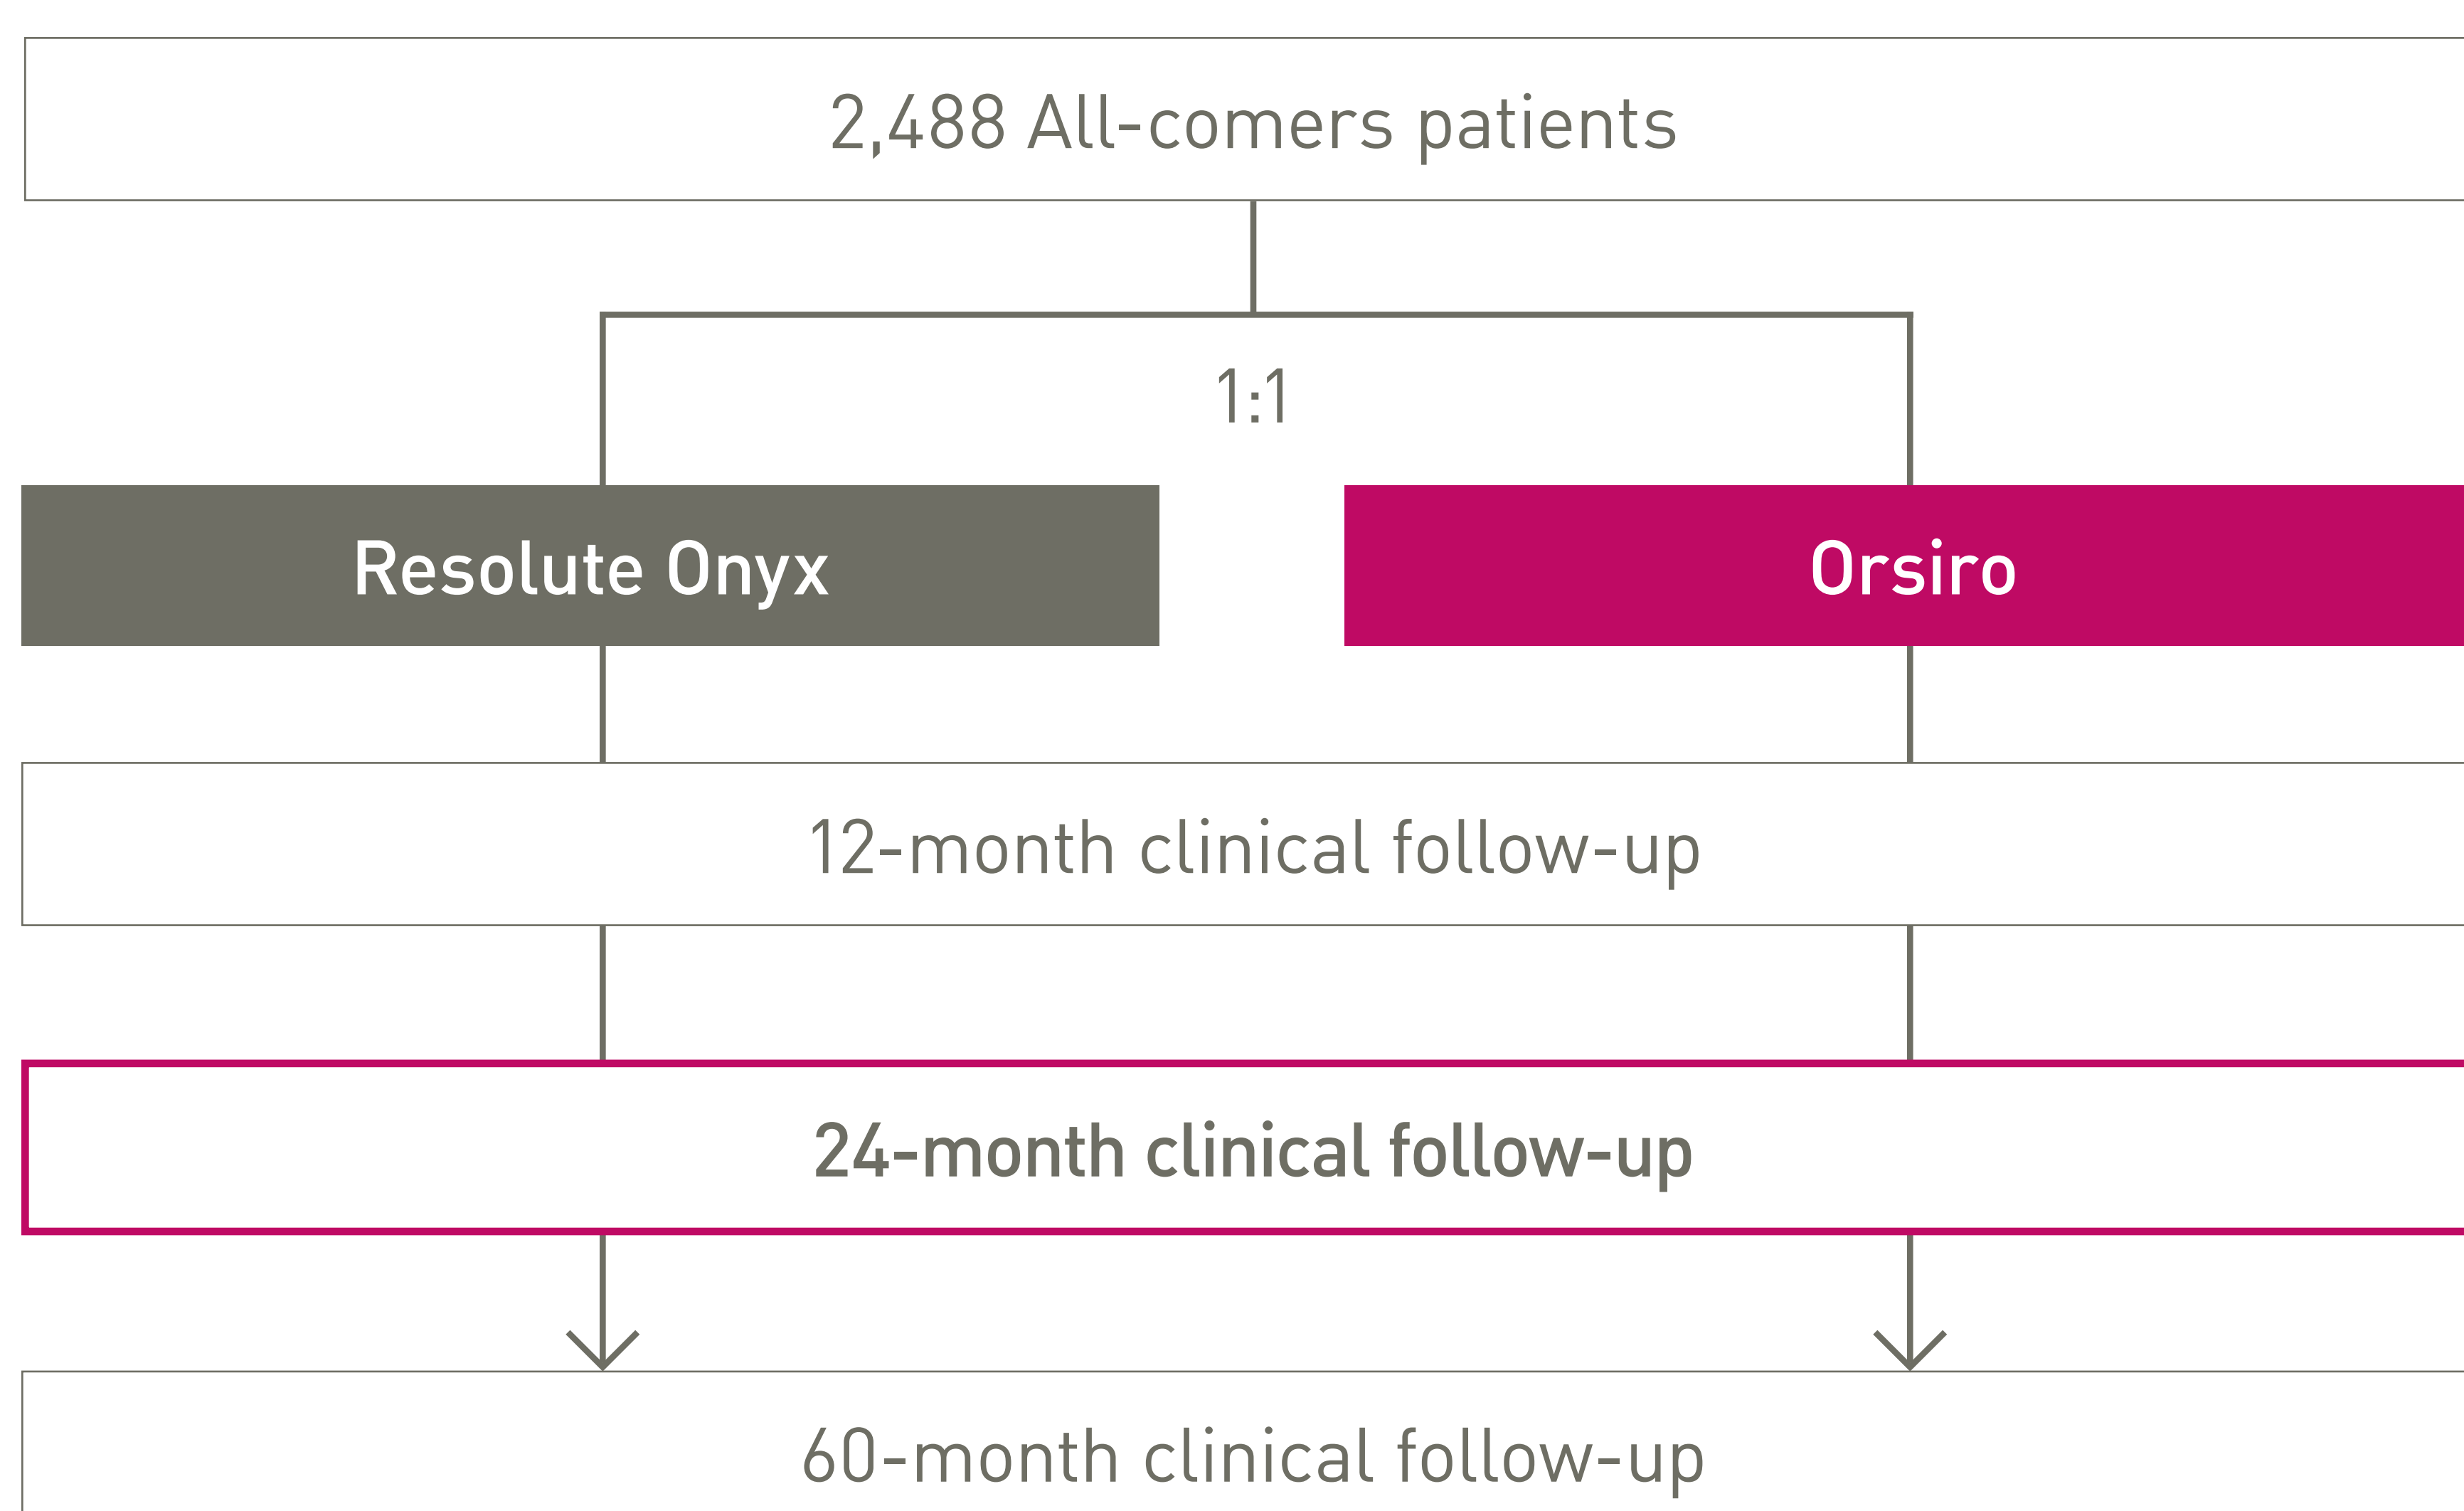 2,488 All-comers patients
1:1
Resolute Onyx
Orsiro
12-month clinical follow-up
24-month clinical follow-up
60-month clinical follow-up